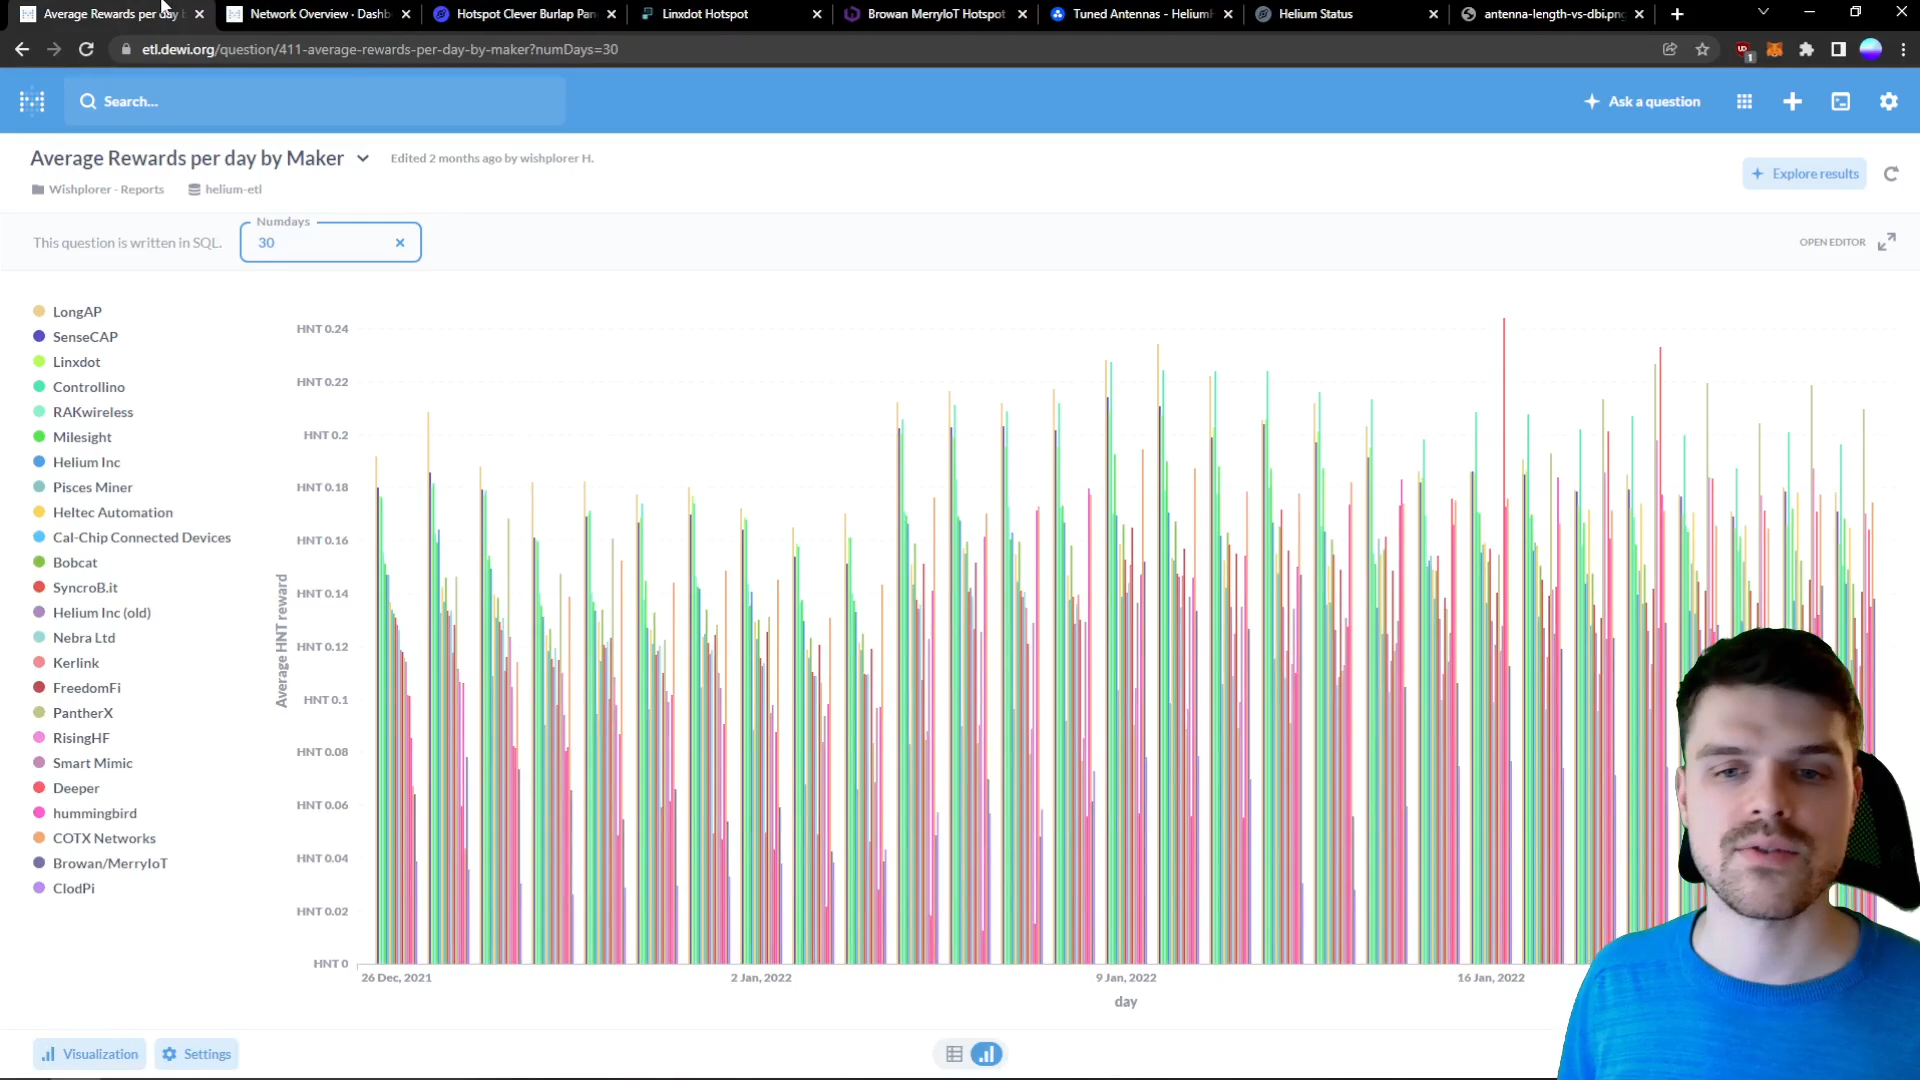 Average Rewards per day b
Network Overview · Dashb
Hotspot Clever Burlap Pan
Linxdot Hotspot
Browan MerryIoT Hotspot
Tuned Antennas - HeliumH
Helium Status
antenna-length-vs-dbi.png
etl.dewi.org/question/411-average-rewards-per-day-by-maker?numDays=30
1
Search...
Ask a question
Average Rewards per day by Maker
Edited 2 months ago by wishplorer H.
Wishplorer - Reports
helium-etl
Explore results
This question is written in SQL.
Numdays
30
OPEN EDITOR
LongAP
SenseCAP
Linxdot
Controllino
RAKwireless
Milesight
Helium Inc
Pisces Miner
Heltec Automation
Cal-Chip Connected Devices
Bobcat
SyncroB.it
Helium Inc (old)
Nebra Ltd
Kerlink
FreedomFi
PantherX
RisingHF
Smart Mimic
Deeper
hummingbird
COTX Networks
Browan/MerryIoT
ClodPi
Average HNT reward
HNT 0.24
HNT 0.22
HNT 0.2
HNT 0.18
HNT 0.16
HNT 0.14
HNT 0.12
HNT 0.1
HNT 0.08
HNT 0.06
HNT 0.04
HNT 0.02
HNT 0
26 Dec, 2021
2 Jan, 2022
9 Jan, 2022
16 Jan, 2022
day
Visualization
Settings